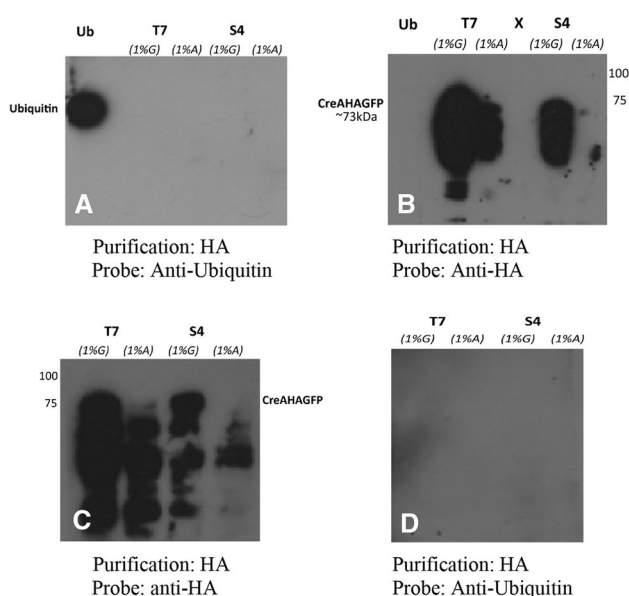 Ub T7 S4
(1%G) (1%A) (1%G) (1%A)
Ubiquitin
A
Purification: HA
Probe: Anti-Ubiquitin
Ub T7 X S4
(1%G) (1%A) (1%G) (1%A)
100
75
CreAHAGFP
~73kDa
B
Purification: HA
Probe: Anti-HA
T7 S4
(1%G) (1%A) (1%G) (1%A)
100
75
CreAHAGFP
C
Purification: HA
Probe: anti-HA
T7 S4
(1%G) (1%A) (1%G) (1%A)
D
Purification: HA
Probe: Anti-Ubiquitin